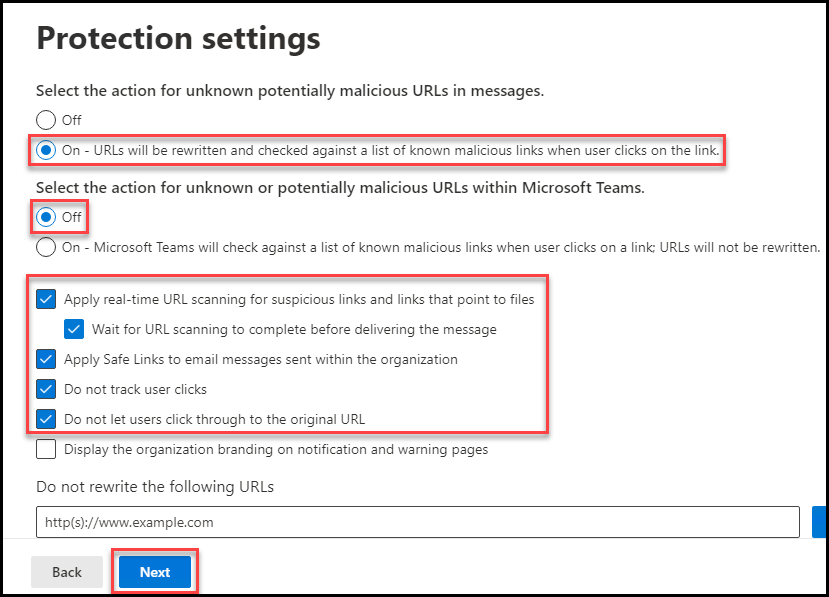 Protection settings
Select the action for unknown potentially malicious URLs in messages.
Off
On - URLs will be rewritten and checked against a list of known malicious links when user clicks on the link.
Select the action for unknown or potentially malicious URLs within Microsoft Teams.
Off
On - Microsoft Teams will check against a list of known malicious links when user clicks on a link; URLs will not be rewritten.
Apply real-time URL scanning for suspicious links and links that point to files
Wait for URL scanning to complete before delivering the message
Apply Safe Links to email messages sent within the organization
Do not track user clicks
Do not let users click through to the original URL
Display the organization branding on notification and warning pages
Do not rewrite the following URLs
http(s)://www.example.com
Back
Next